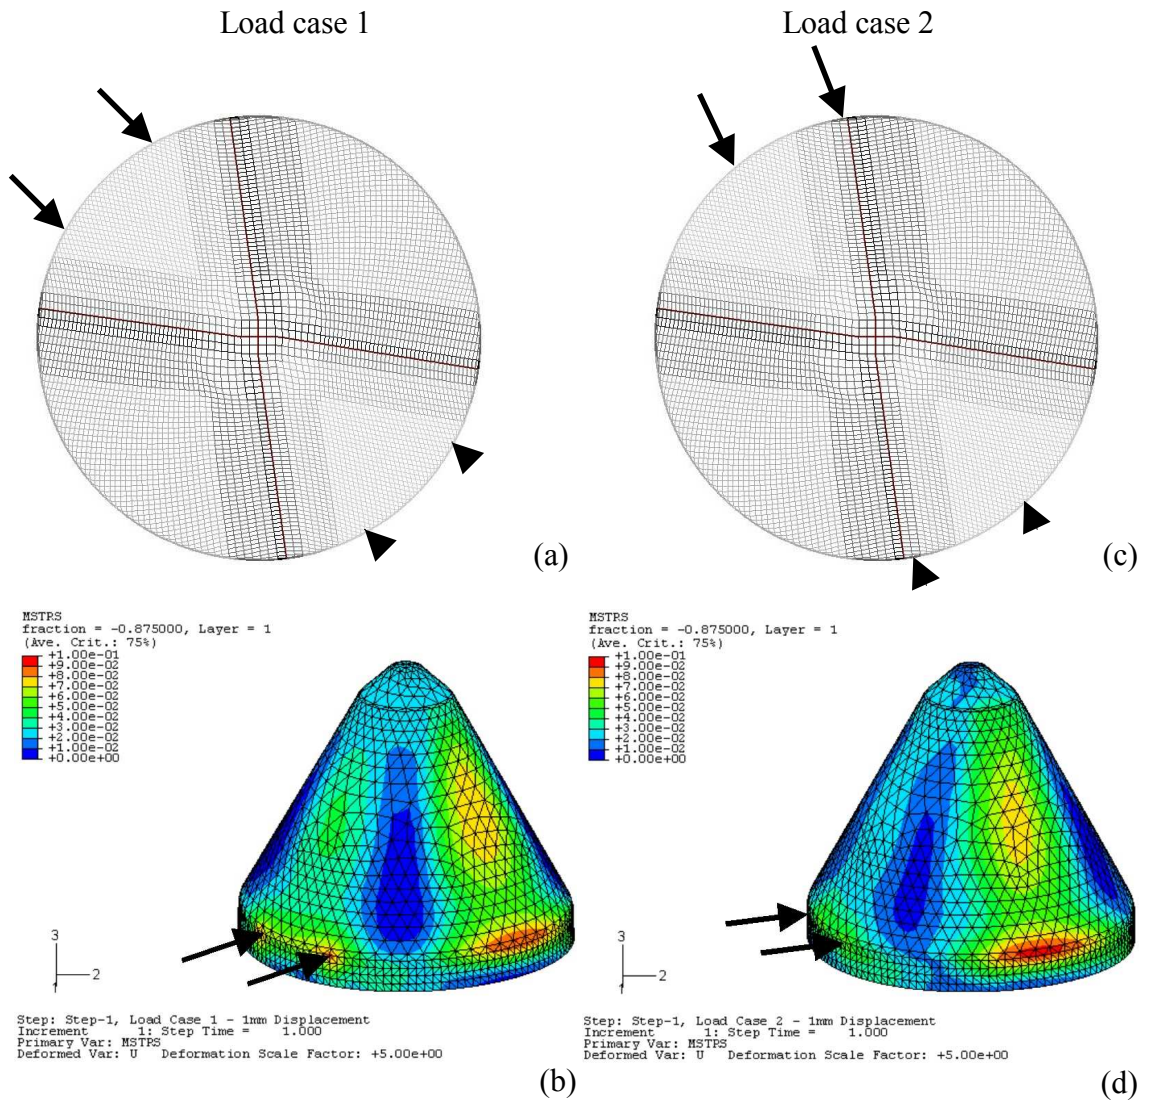 Load case 1
Load case 2
(a)
(c)
MSTRS
fraction = -0.875000, Layer = 1
(Ave. Crit.: 75%)
+1.00e-01
+9.00e-02
+8.00e-02
+7.00e-02
+6.00e-02
+5.00e-02
+4.00e-02
+3.00e-02
+2.00e-02
+1.00e-02
+0.00e+00
3
2
1
Step: Step-1, Load Case 1 - 1mm Displacement
Increment 1: Step Time = 1.000
Primary Var: MSTRS
Deformed Var: U Deformation Scale Factor: +5.00e+00
(b)
MSTRS
fraction = -0.875000, Layer = 1
(Ave. Crit.: 75%)
+1.00e-01
+9.00e-02
+8.00e-02
+7.00e-02
+6.00e-02
+5.00e-02
+4.00e-02
+3.00e-02
+2.00e-02
+1.00e-02
+0.00e+00
3
2
1
Step: Step-1, Load Case 2 - 1mm Displacement
Increment 1: Step Time = 1.000
Primary Var: MSTRS
Deformed Var: U Deformation Scale Factor: +5.00e+00
(d)